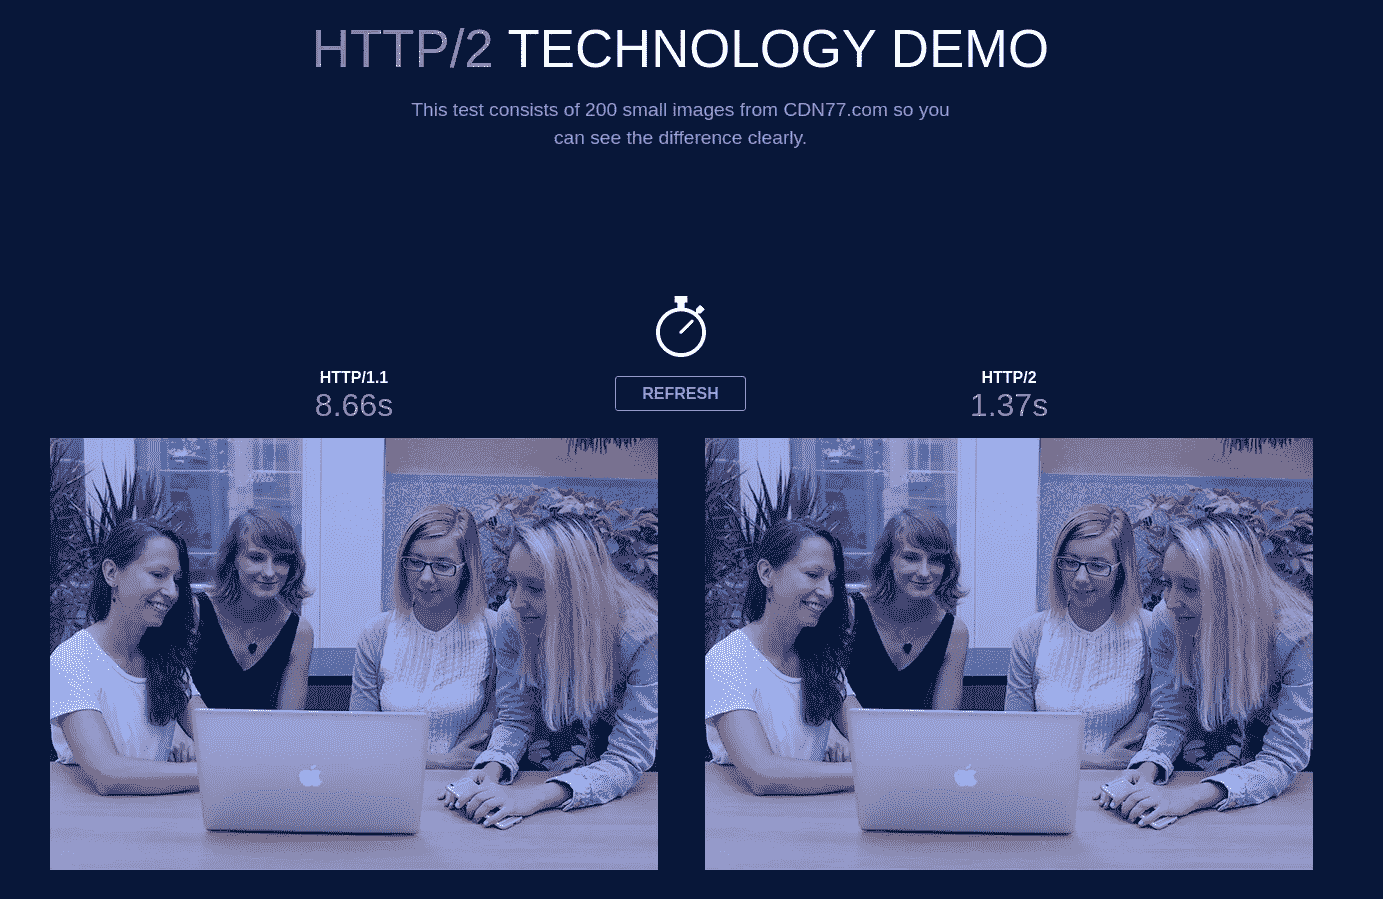 HTTP/2 TECHNOLOGY DEMO
This test consists of 200 small images from CDN77.com so you
can see the difference clearly.
HTTP/1.1
8.66s
REFRESH
HTTP/2
1.37s